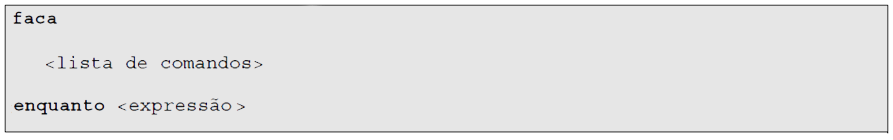 faca
<lista de comandos>
enquanto <expressão>